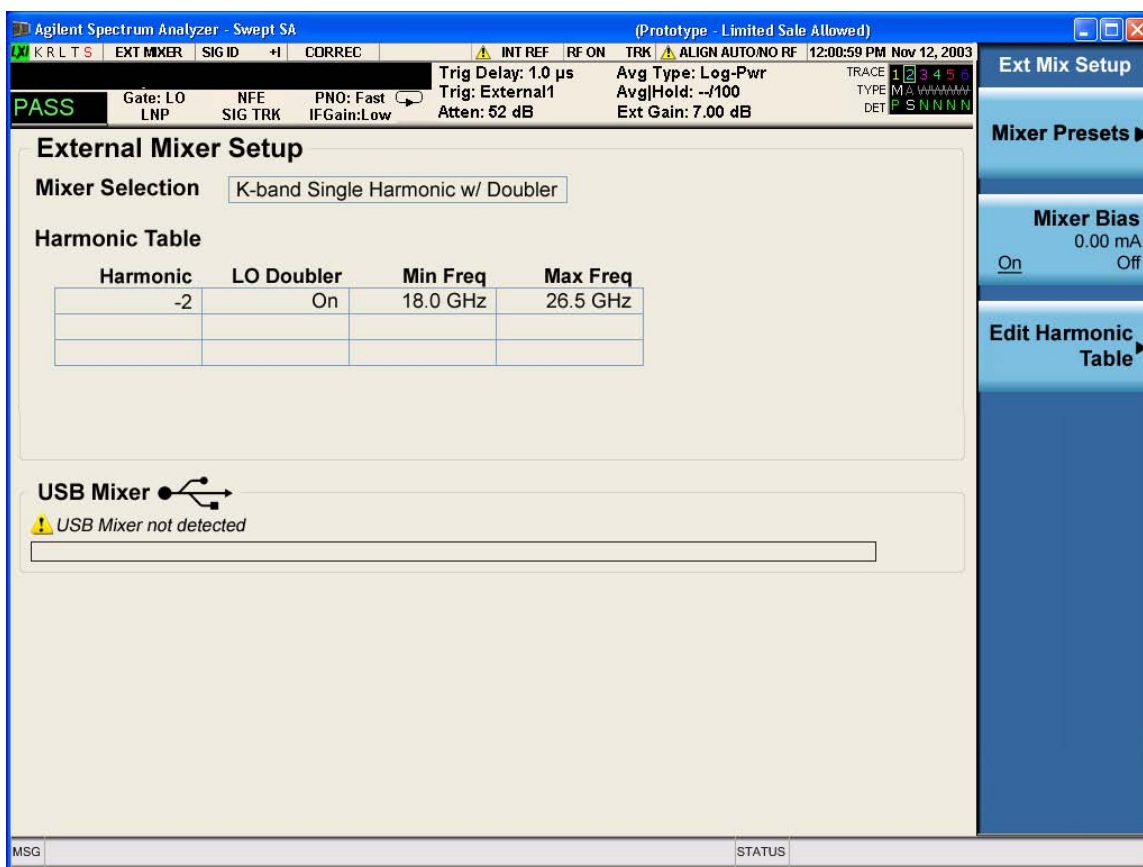 Agilent Spectrum Analyzer - Swept SA (Prototype - Limited Sale Allowed)
LXI K R L T S EXT MIXER SIG ID +I CORREC INT REF RF ON TRK ALIGN AUTO/NO RF 12:00:59 PM Nov 12, 2003
Trig Delay: 1.0 µs Avg Type: Log-Pwr TRACE 1 2 3 4 5 6
PASS Gate: LO NFE PNO: Fast Trig: External1 Avg|Hold: --/100 TYPE M A WWWWWW
LNP SIG TRK IFGain:Low Atten: 52 dB Ext Gain: 7.00 dB DET P S N N N N
External Mixer Setup
Mixer Selection K-band Single Harmonic w/ Doubler
Harmonic Table
Harmonic LO Doubler Min Freq Max Freq
-2 On 18.0 GHz 26.5 GHz
USB Mixer
USB Mixer not detected
Ext Mix Setup
Mixer Presets
Mixer Bias
0.00 mA
On Off
Edit Harmonic
Table
MSG STATUS